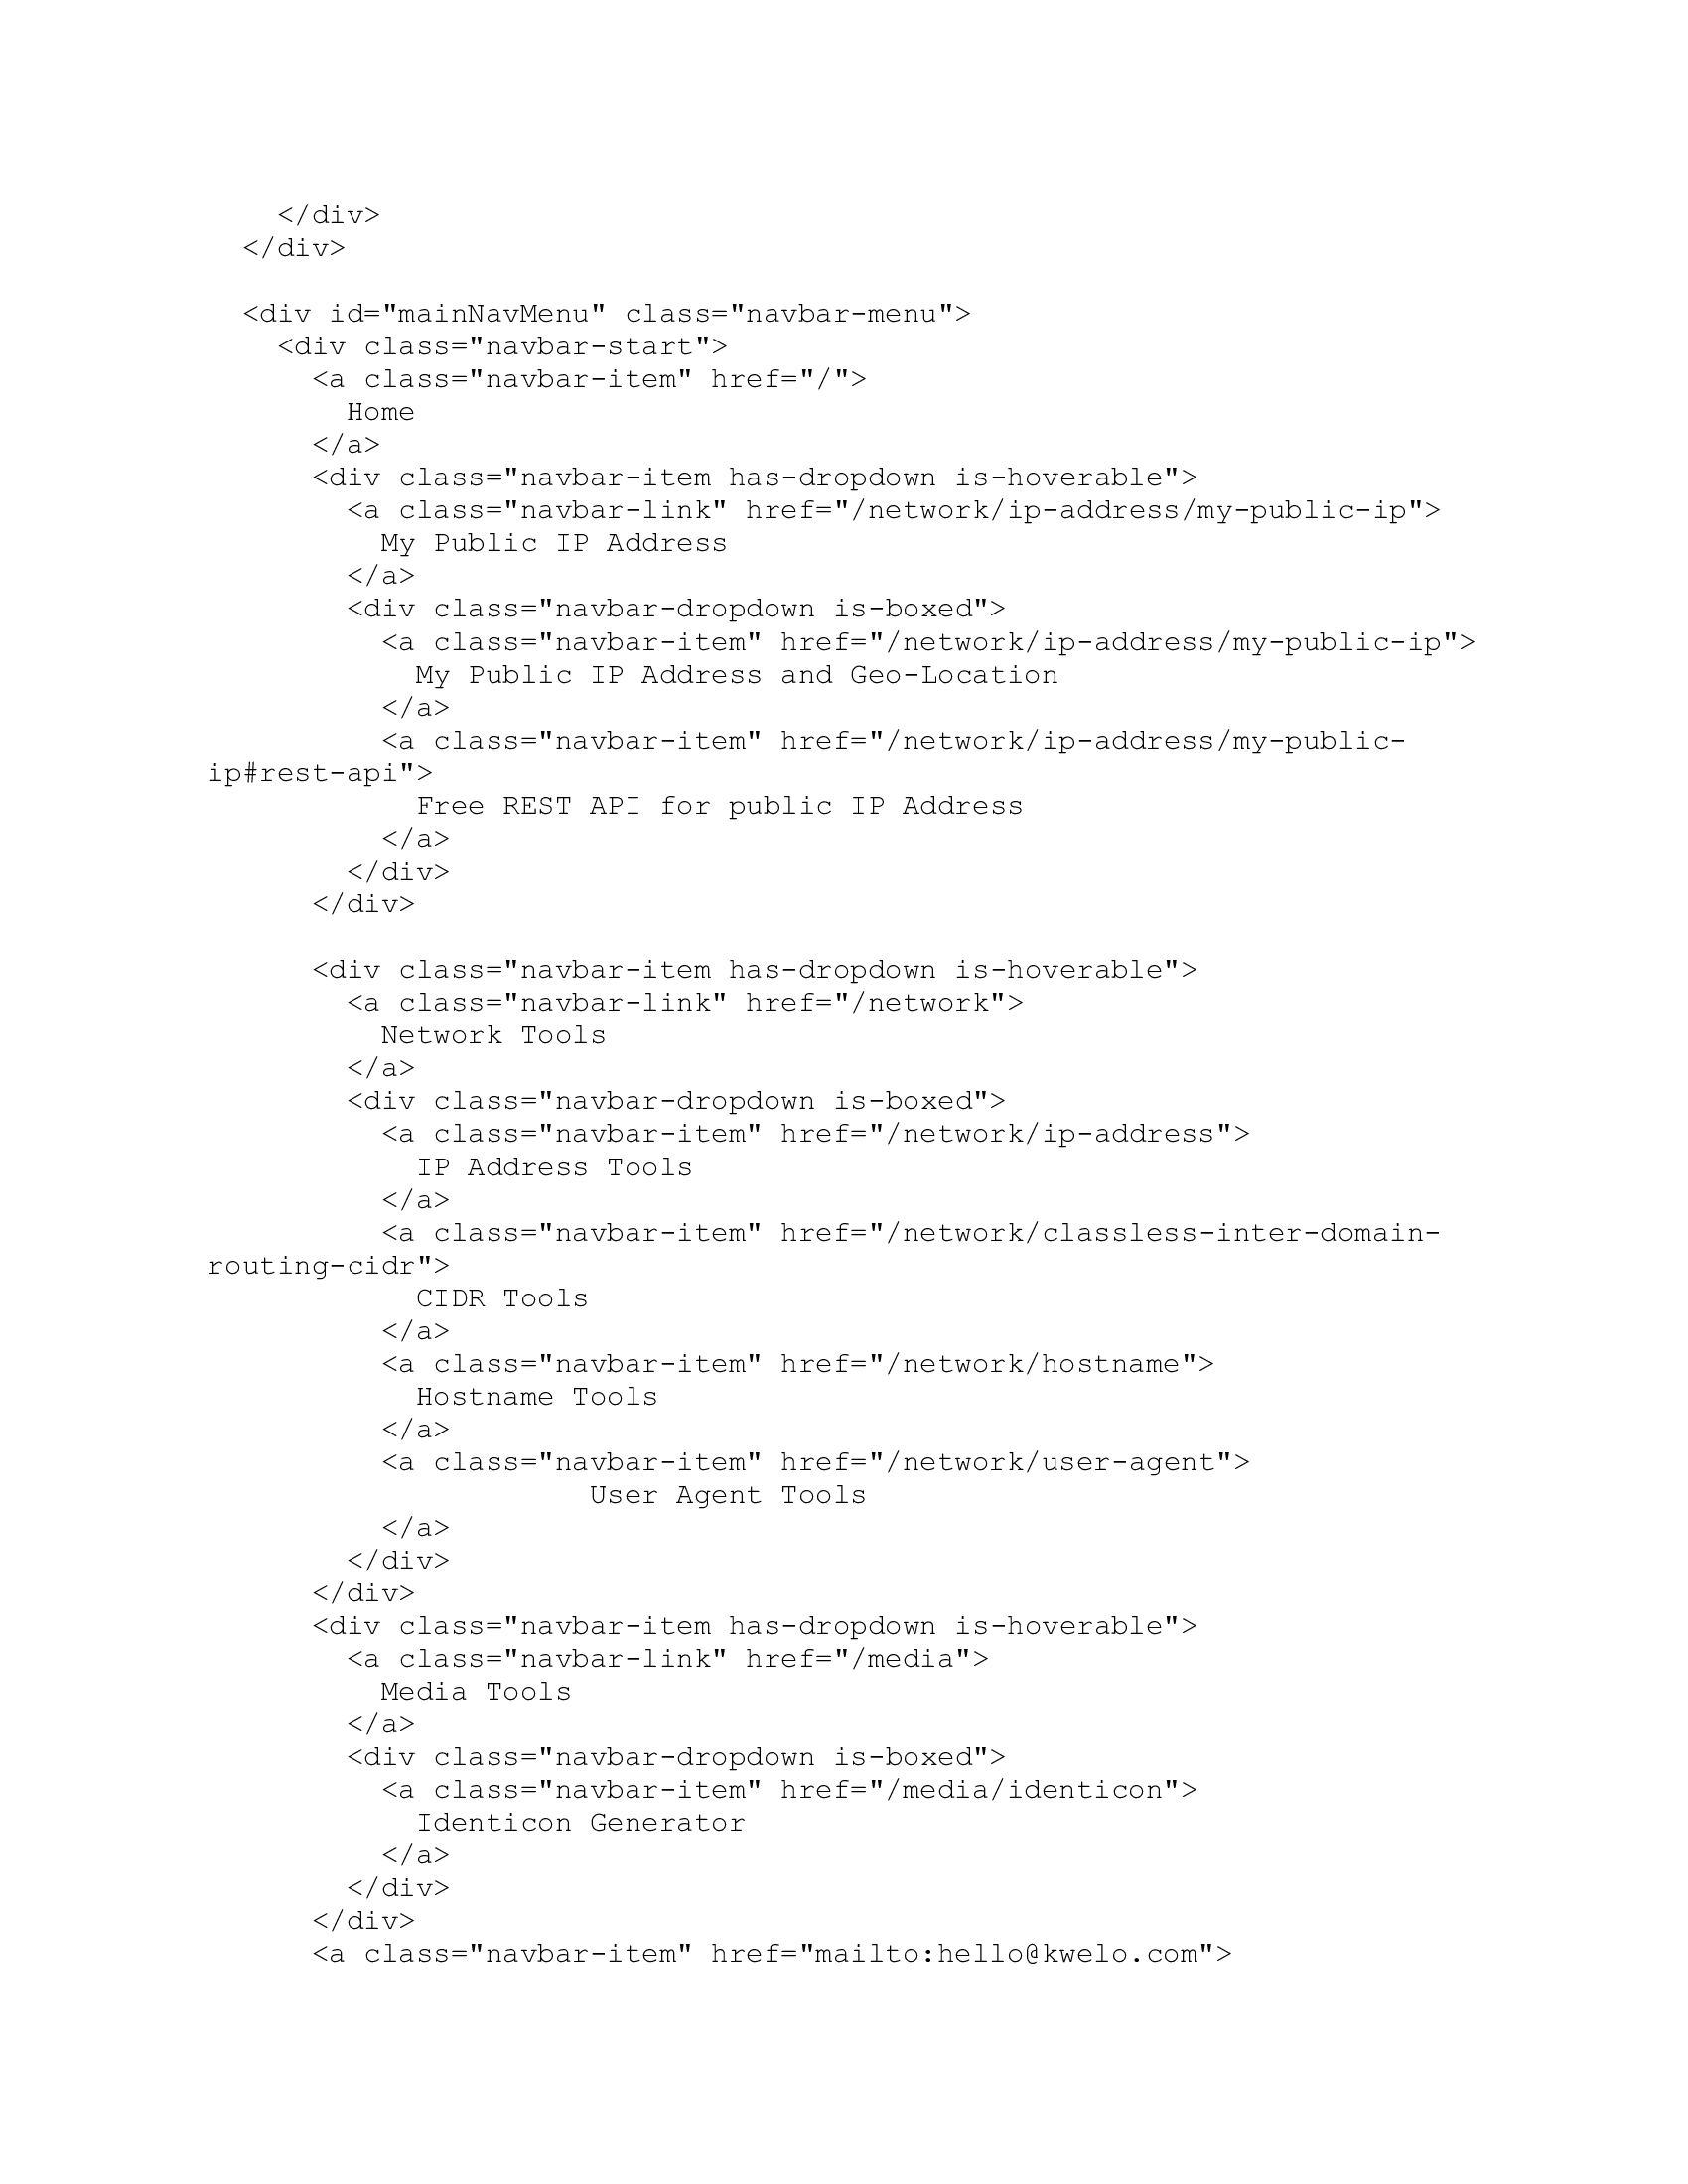 </div>
  </div>

  <div id="mainNavMenu" class="navbar-menu">
    <div class="navbar-start">
      <a class="navbar-item" href="/">
        Home
      </a>
      <div class="navbar-item has-dropdown is-hoverable">
        <a class="navbar-link" href="/network/ip-address/my-public-ip">
          My Public IP Address
        </a>
        <div class="navbar-dropdown is-boxed">
          <a class="navbar-item" href="/network/ip-address/my-public-ip">
            My Public IP Address and Geo-Location
          </a>
          <a class="navbar-item" href="/network/ip-address/my-public-
ip#rest-api">
            Free REST API for public IP Address
          </a>
        </div>
      </div>

      <div class="navbar-item has-dropdown is-hoverable">
        <a class="navbar-link" href="/network">
          Network Tools
        </a>
        <div class="navbar-dropdown is-boxed">
          <a class="navbar-item" href="/network/ip-address">
            IP Address Tools
          </a>
          <a class="navbar-item" href="/network/classless-inter-domain-
routing-cidr">
            CIDR Tools
          </a>
          <a class="navbar-item" href="/network/hostname">
            Hostname Tools
          </a>
          <a class="navbar-item" href="/network/user-agent">
                      User Agent Tools
          </a>
        </div>
      </div>
      <div class="navbar-item has-dropdown is-hoverable">
        <a class="navbar-link" href="/media">
          Media Tools
        </a>
        <div class="navbar-dropdown is-boxed">
          <a class="navbar-item" href="/media/identicon">
            Identicon Generator
          </a>
        </div>
      </div>
      <a class="navbar-item" href="mailto:hello@kwelo.com">